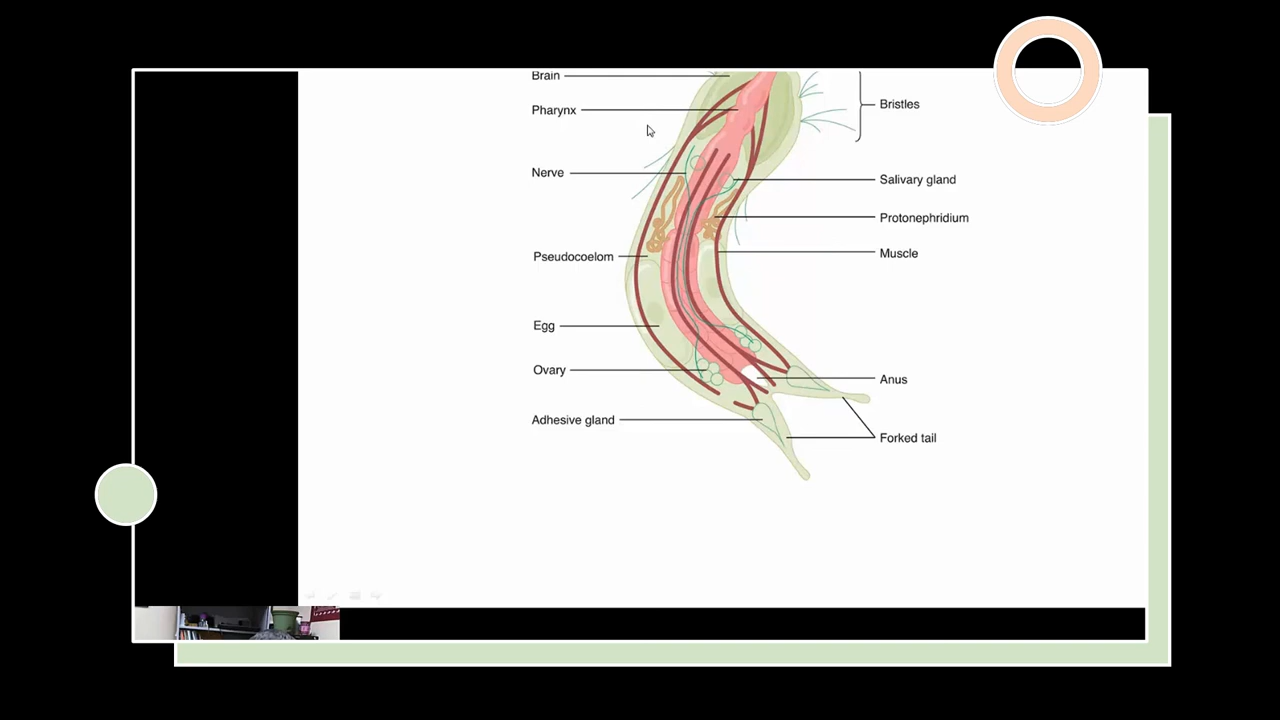 Brain
Pharynx
Bristles
Nerve
Salivary gland
Protonephridium
Muscle
Pseudocoelom
Egg
Ovary
Anus
Adhesive gland
Forked tail